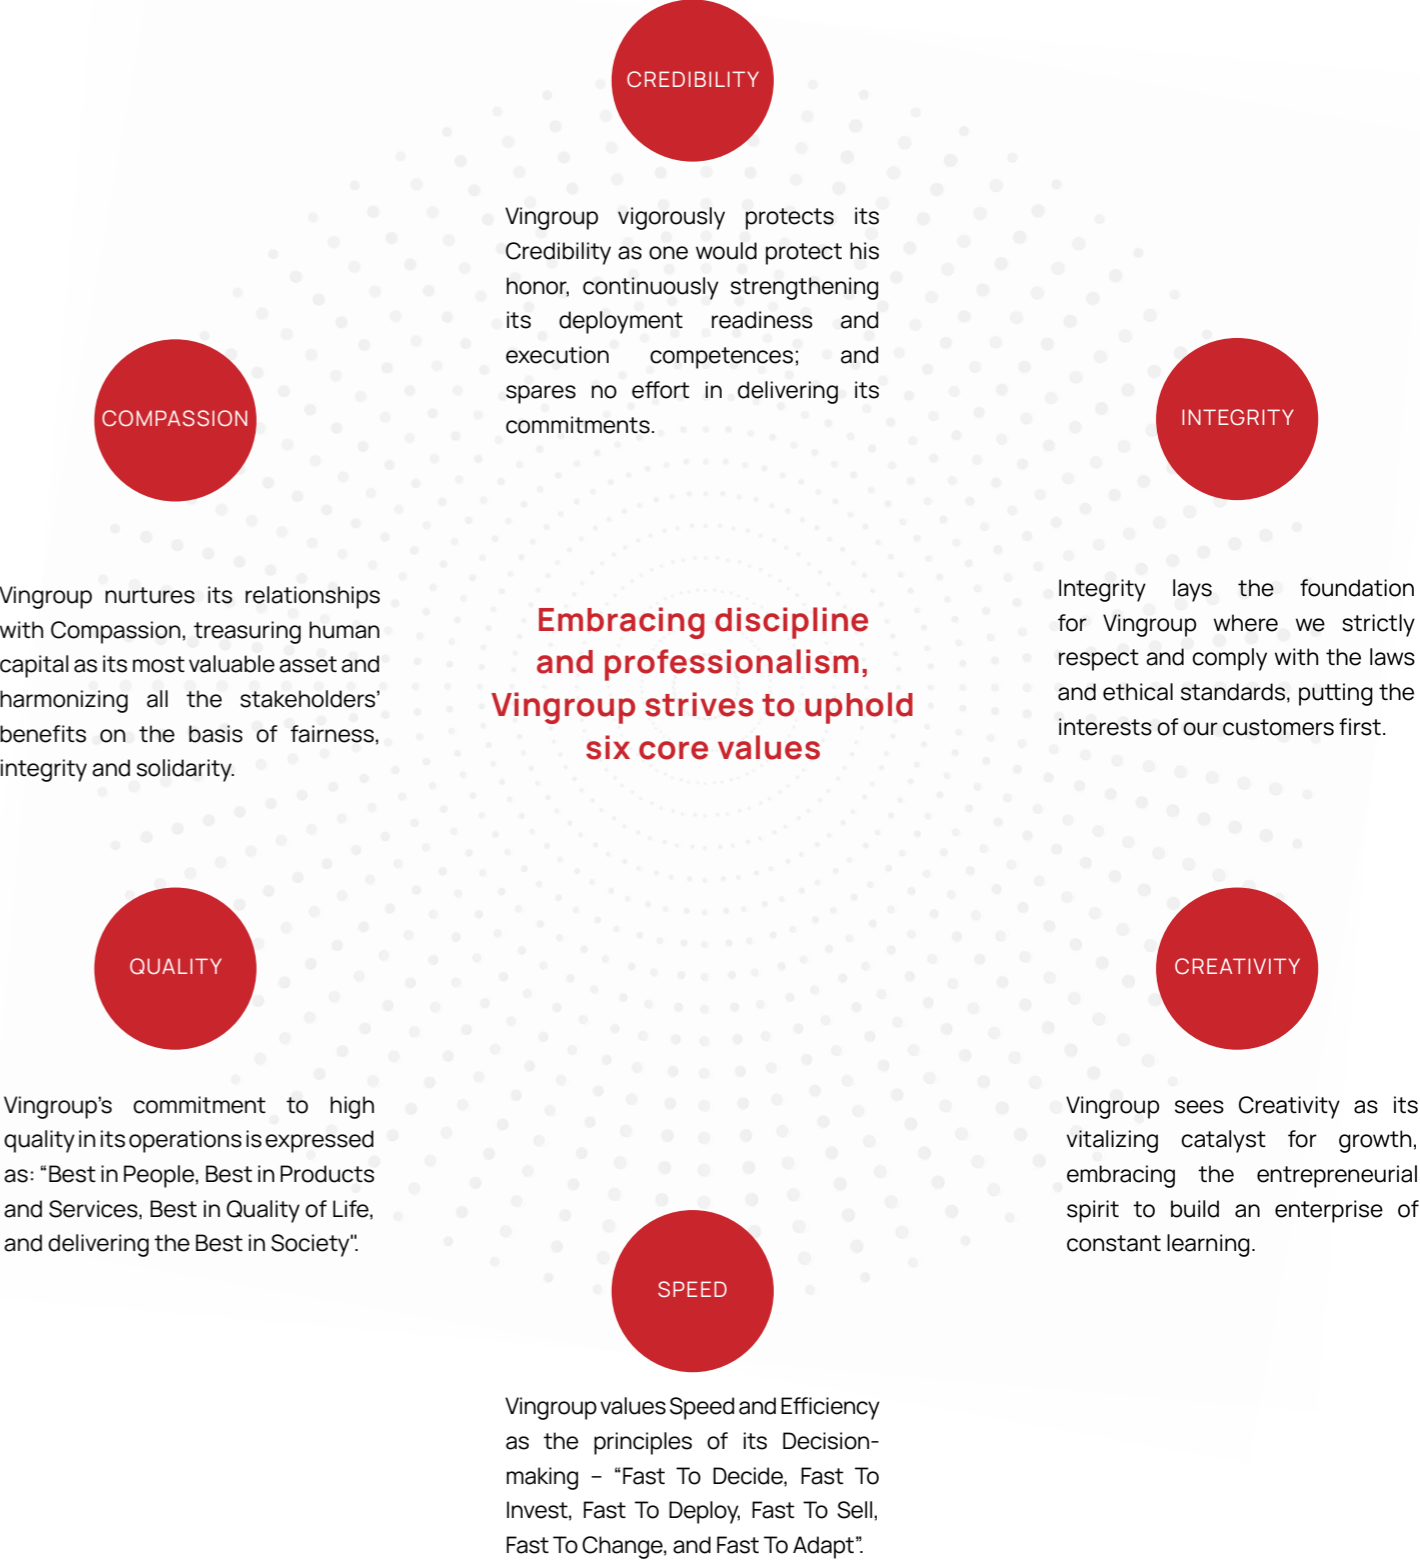 CREDIBILITY
Vingroup vigorously protects its
Credibility as one would protect his
honor, continuously strengthening
its deployment readiness and
execution competences; and
spares no effort in delivering its
commitments.
COMPASSION
Vingroup nurtures its relationships
with Compassion, treasuring human
capital as its most valuable asset and
harmonizing all the stakeholders’
benefits on the basis of fairness,
integrity and solidarity.
Embracing discipline
and professionalism,
Vingroup strives to uphold
six core values
INTEGRITY
Integrity lays the foundation
for Vingroup where we strictly
respect and comply with the laws
and ethical standards, putting the
interests of our customers first.
QUALITY
Vingroup’s commitment to high
quality in its operations is expressed
as: “Best in People, Best in Products
and Services, Best in Quality of Life,
and delivering the Best in Society".
CREATIVITY
Vingroup sees Creativity as its
vitalizing catalyst for growth,
embracing the entrepreneurial
spirit to build an enterprise of
constant learning.
SPEED
Vingroup values Speed and Efficiency
as the principles of its Decision-
making – “Fast To Decide, Fast To
Invest, Fast To Deploy, Fast To Sell,
Fast To Change, and Fast To Adapt”.